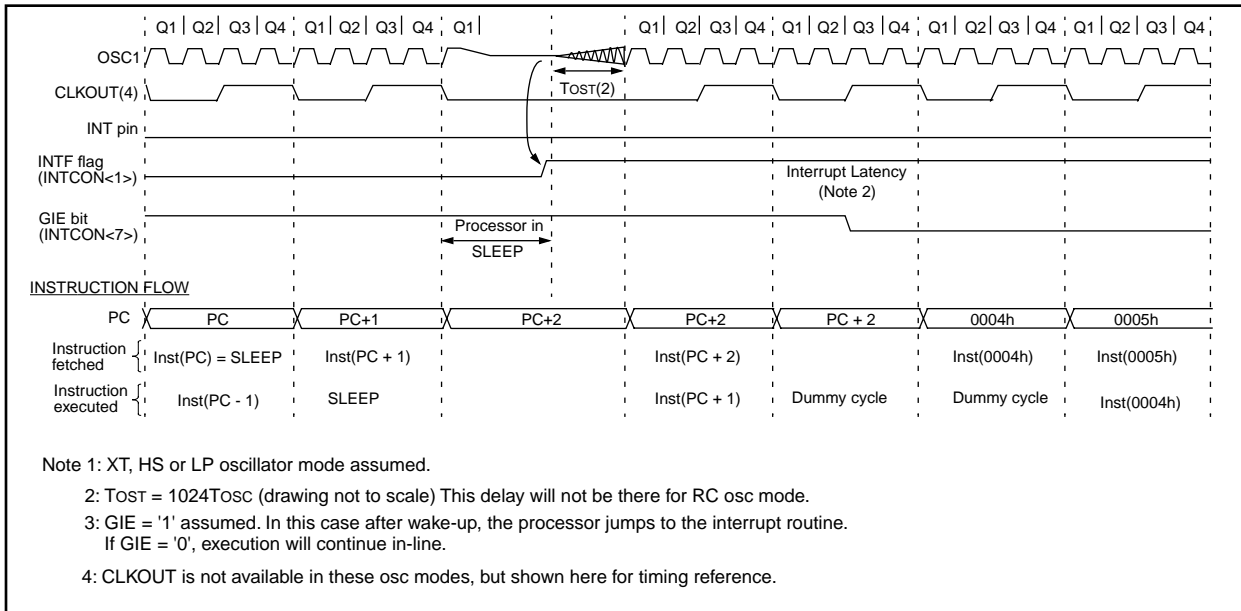 Q1 Q2 Q3 Q4 Q1 Q2 Q3 Q4 Q1 Q1 Q2 Q3 Q4 Q1 Q2 Q3 Q4 Q1 Q2 Q3 Q4 Q1 Q2 Q3 Q4
OSC1
TOST(2)
CLKOUT(4)
INT pin
INTF flag
(INTCON<1>)
Interrupt Latency
(Note 2)
GIE bit
(INTCON<7>)
Processor in
SLEEP
INSTRUCTION FLOW
PC PC PC+1 PC+2 PC+2 PC + 2 0004h 0005h
Instruction
fetched
Inst(PC) = SLEEP Inst(PC + 1) Inst(PC + 2) Inst(0004h) Inst(0005h)
Instruction
executed
Inst(PC - 1) SLEEP Inst(PC + 1) Dummy cycle Dummy cycle Inst(0004h)
Note 1: XT, HS or LP oscillator mode assumed.
2: TOST = 1024TOSC (drawing not to scale) This delay will not be there for RC osc mode.
3: GIE = '1' assumed. In this case after wake-up, the processor jumps to the interrupt routine.
If GIE = '0', execution will continue in-line.
4: CLKOUT is not available in these osc modes, but shown here for timing reference.